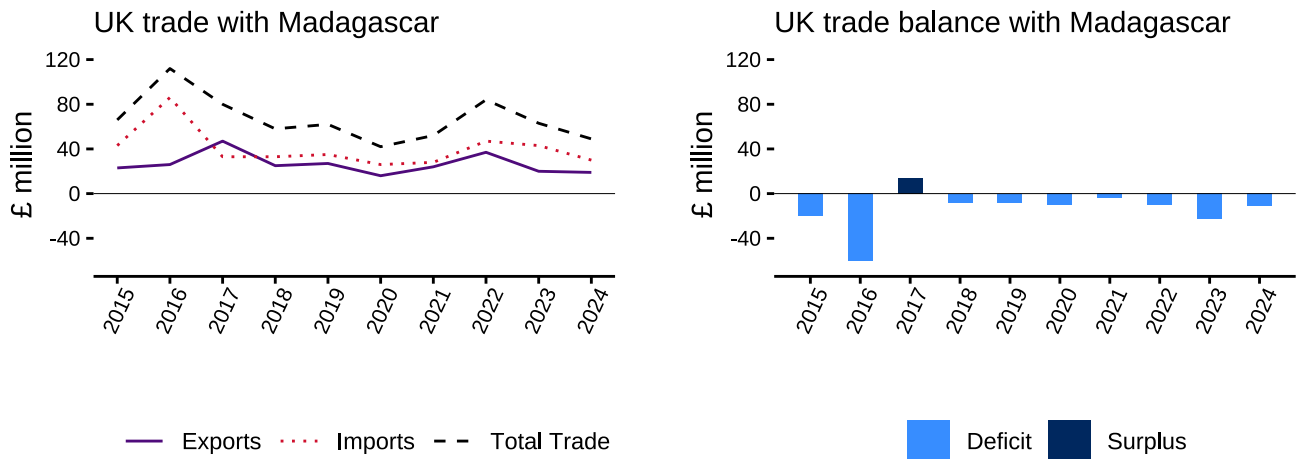 UK trade with Madagascar
£ million
120
80
40
0
-40
2015 2016 2017 2018 2019 2020 2021 2022 2023 2024
Exports Imports Total Trade
UK trade balance with Madagascar
£ million
120
80
40
0
-40
2015 2016 2017 2018 2019 2020 2021 2022 2023 2024
Deficit Surplus